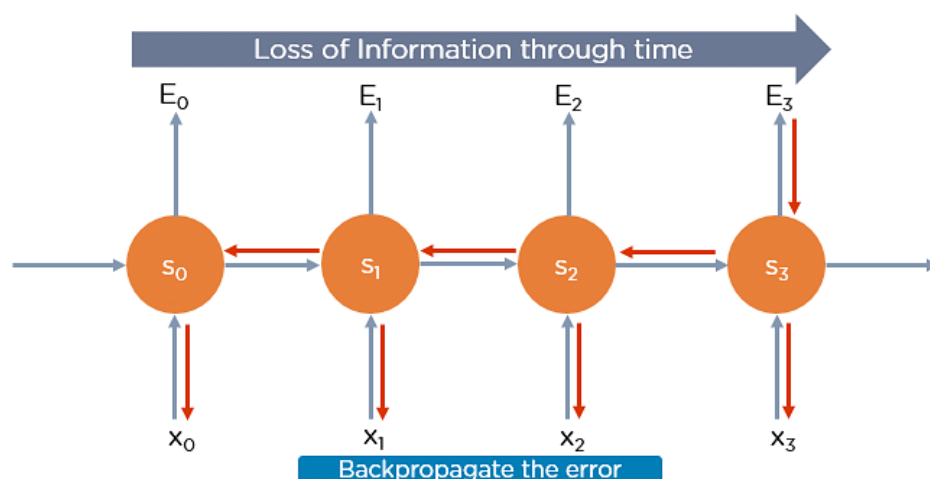 Loss of Information through time
E₀ E₁ E₂ E₃
s₀ s₁ s₂ s₃
x₀ x₁ x₂ x₃
Backpropagate the error